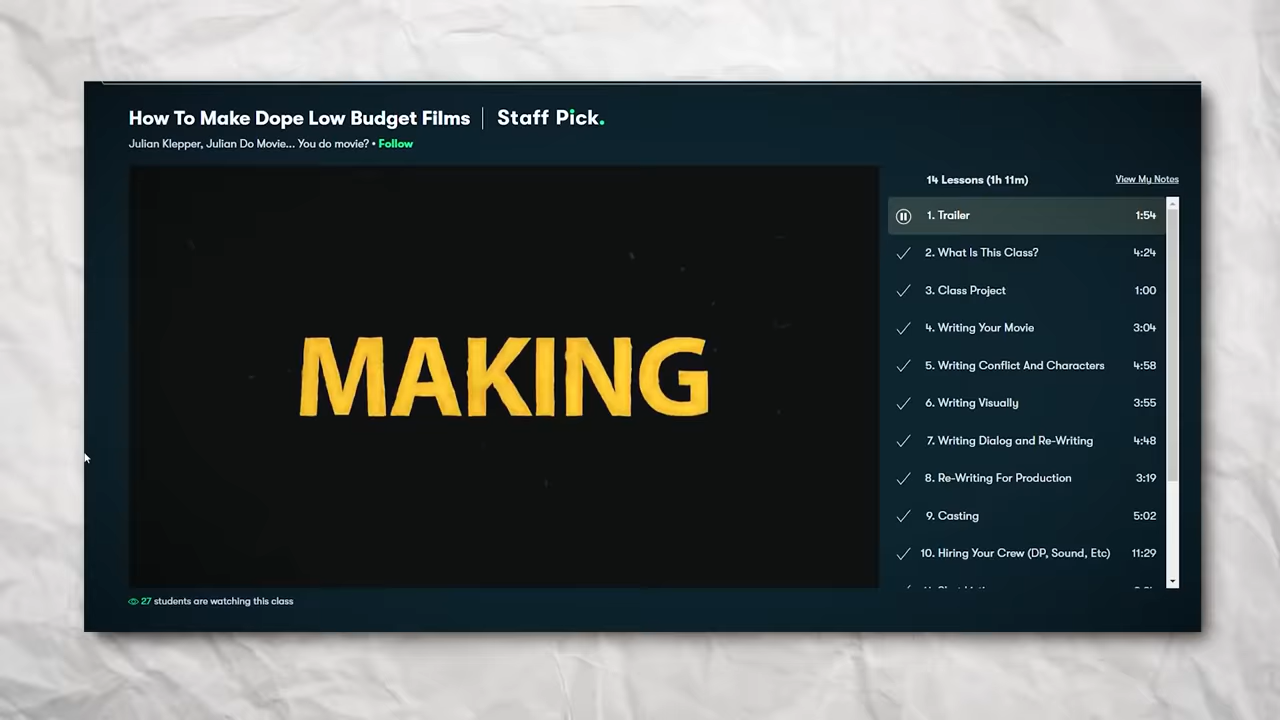 How To Make Dope Low Budget Films | Staff Pick.
Julian Klepper, Julian Do Movie... You do movie? • Follow
MAKING
27 students are watching this class
14 Lessons (1h 11m) View My Notes
1. Trailer 1:54
2. What Is This Class? 4:24
3. Class Project 1:00
4. Writing Your Movie 3:04
5. Writing Conflict And Characters 4:58
6. Writing Visually 3:55
7. Writing Dialog and Re-Writing 4:48
8. Re-Writing For Production 3:19
9. Casting 5:02
10. Hiring Your Crew (DP, Sound, Etc) 11:29